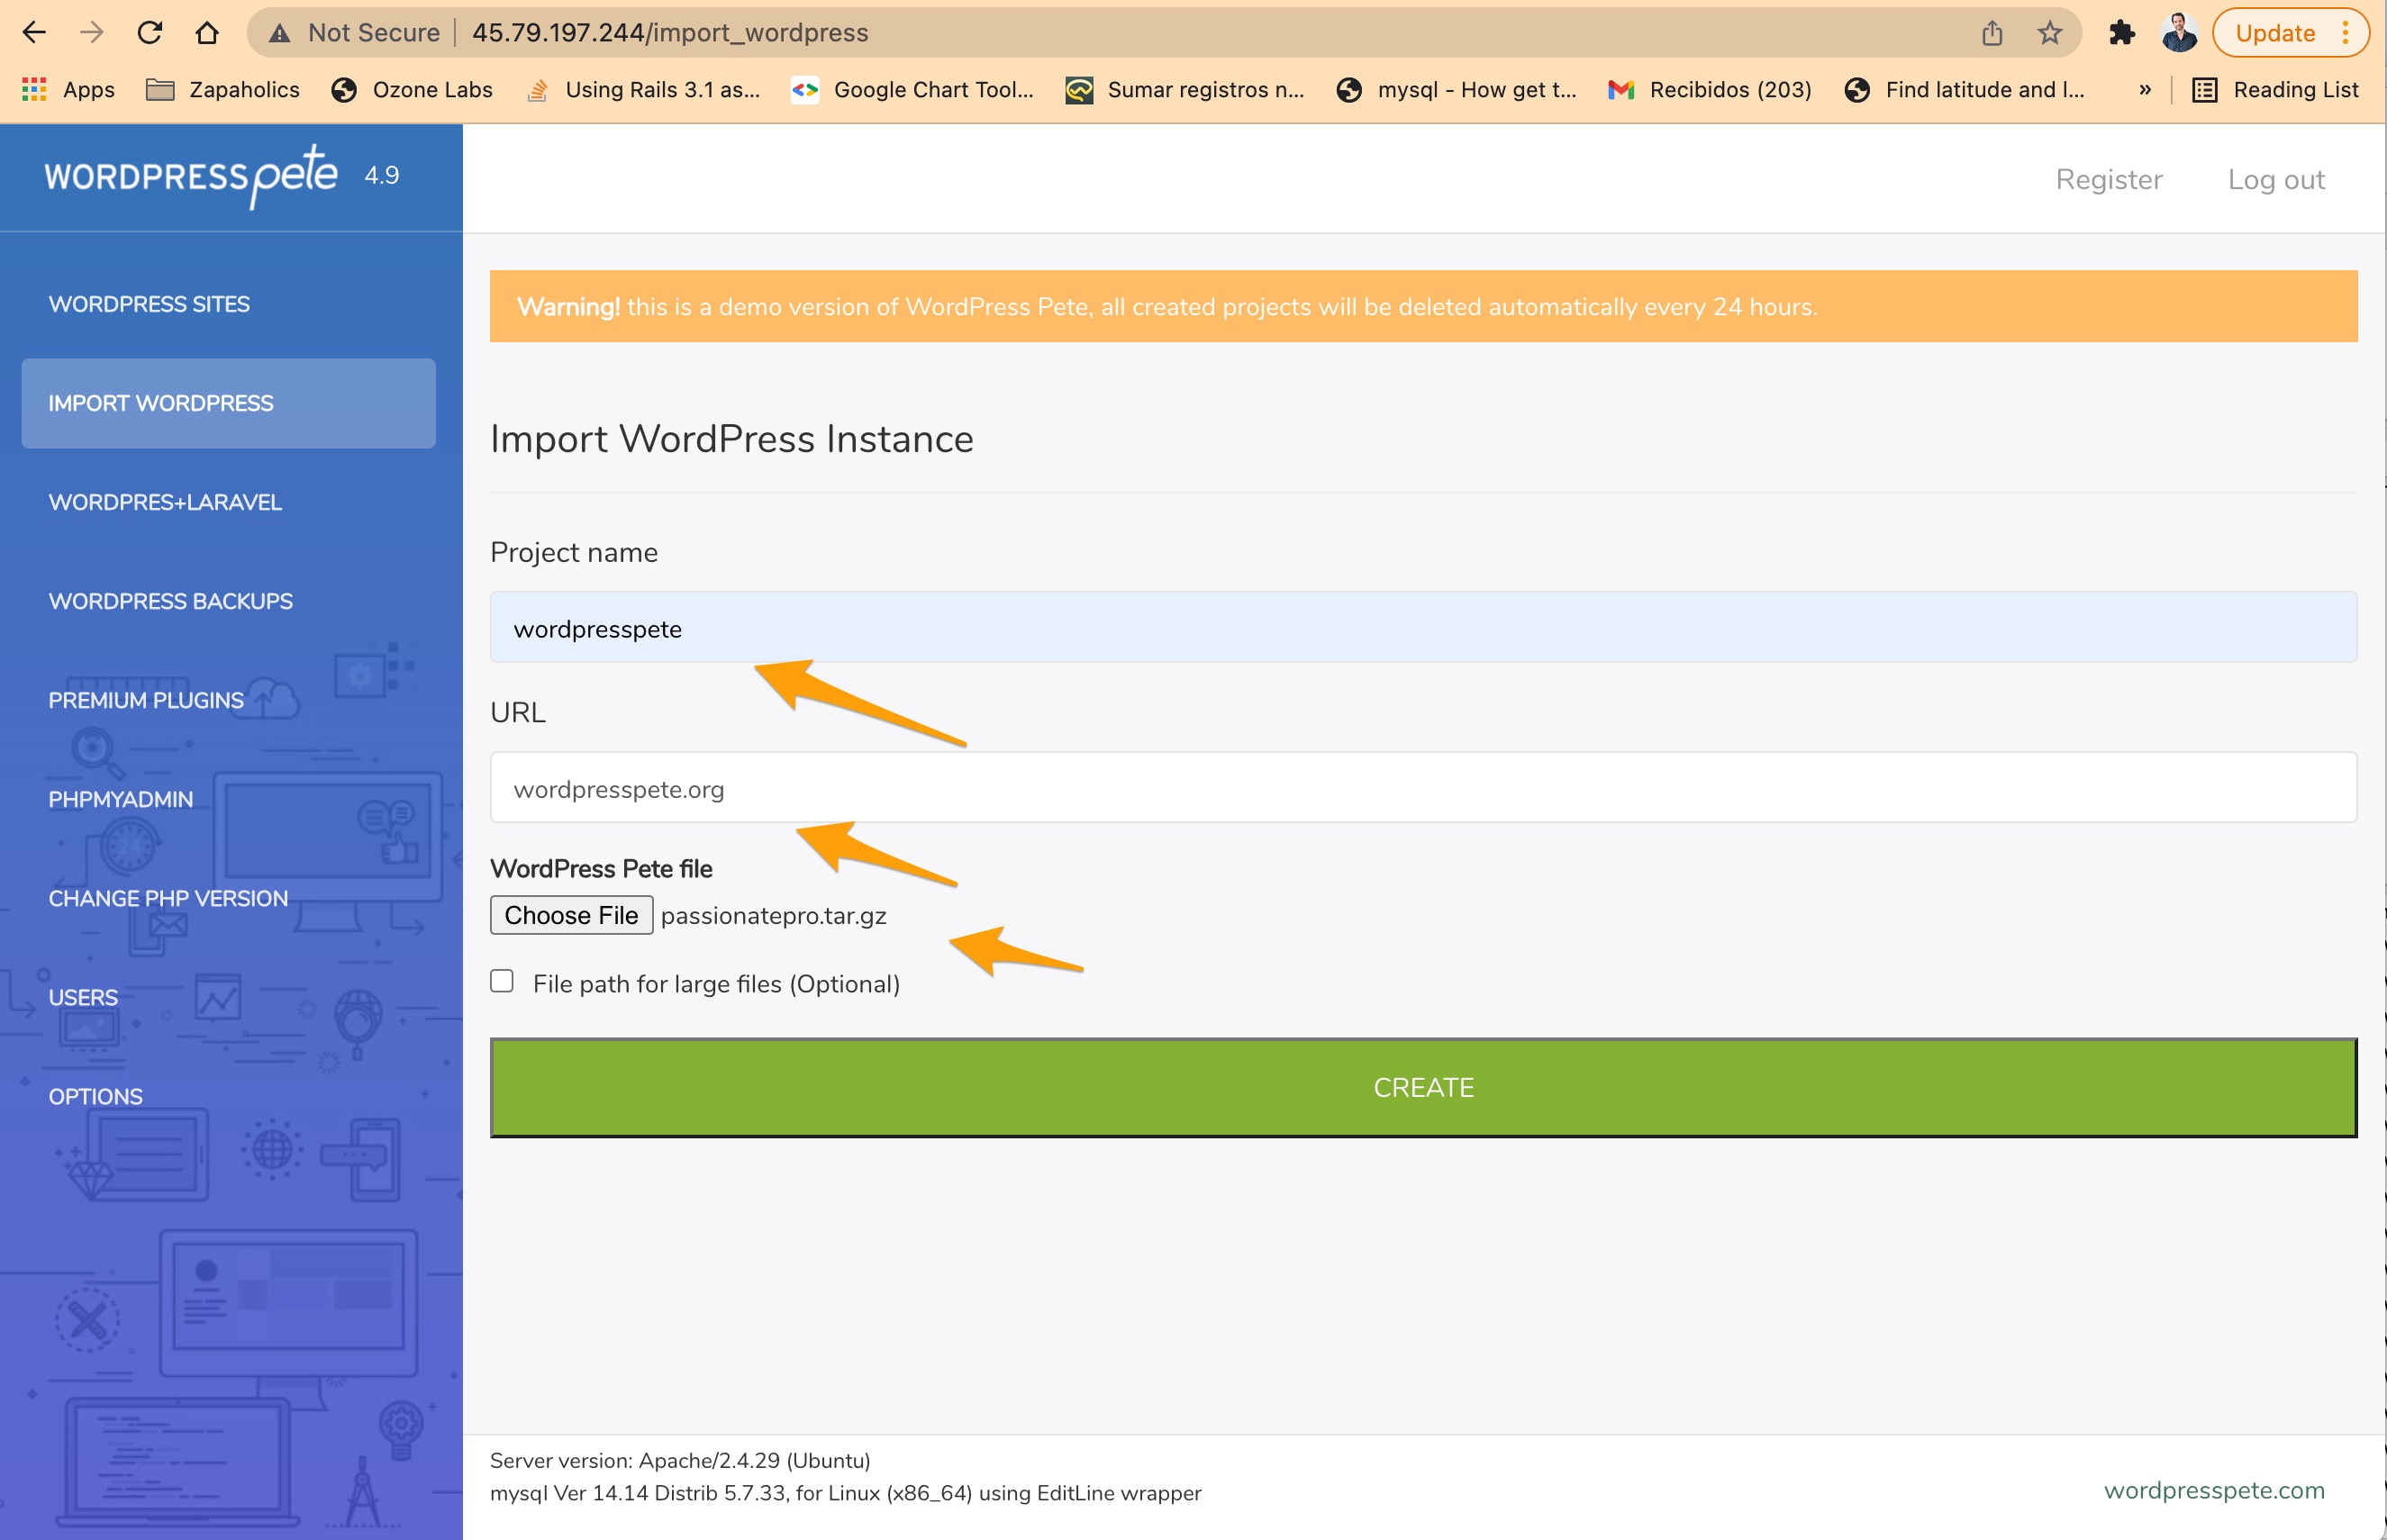 Not Secure | 45.79.197.244/import_wordpress
Update
Apps
Zapaholics
Ozone Labs
Using Rails 3.1 as...
Google Chart Tool...
Sumar registros n...
mysql - How get t...
Recibidos (203)
Find latitude and l...
»
Reading List
WORDPRESS pete 4.9
Register
Log out
WORDPRESS SITES
IMPORT WORDPRESS
WORDPRES+LARAVEL
WORDPRESS BACKUPS
PREMIUM PLUGINS
PHPMYADMIN
CHANGE PHP VERSION
USERS
OPTIONS
Warning! this is a demo version of WordPress Pete, all created projects will be deleted automatically every 24 hours.
Import WordPress Instance
Project name
wordpresspete
URL
wordpresspete.org
WordPress Pete file
Choose File passionatepro.tar.gz
File path for large files (Optional)
CREATE
Server version: Apache/2.4.29 (Ubuntu)
mysql Ver 14.14 Distrib 5.7.33, for Linux (x86_64) using EditLine wrapper
wordpresspete.com
24